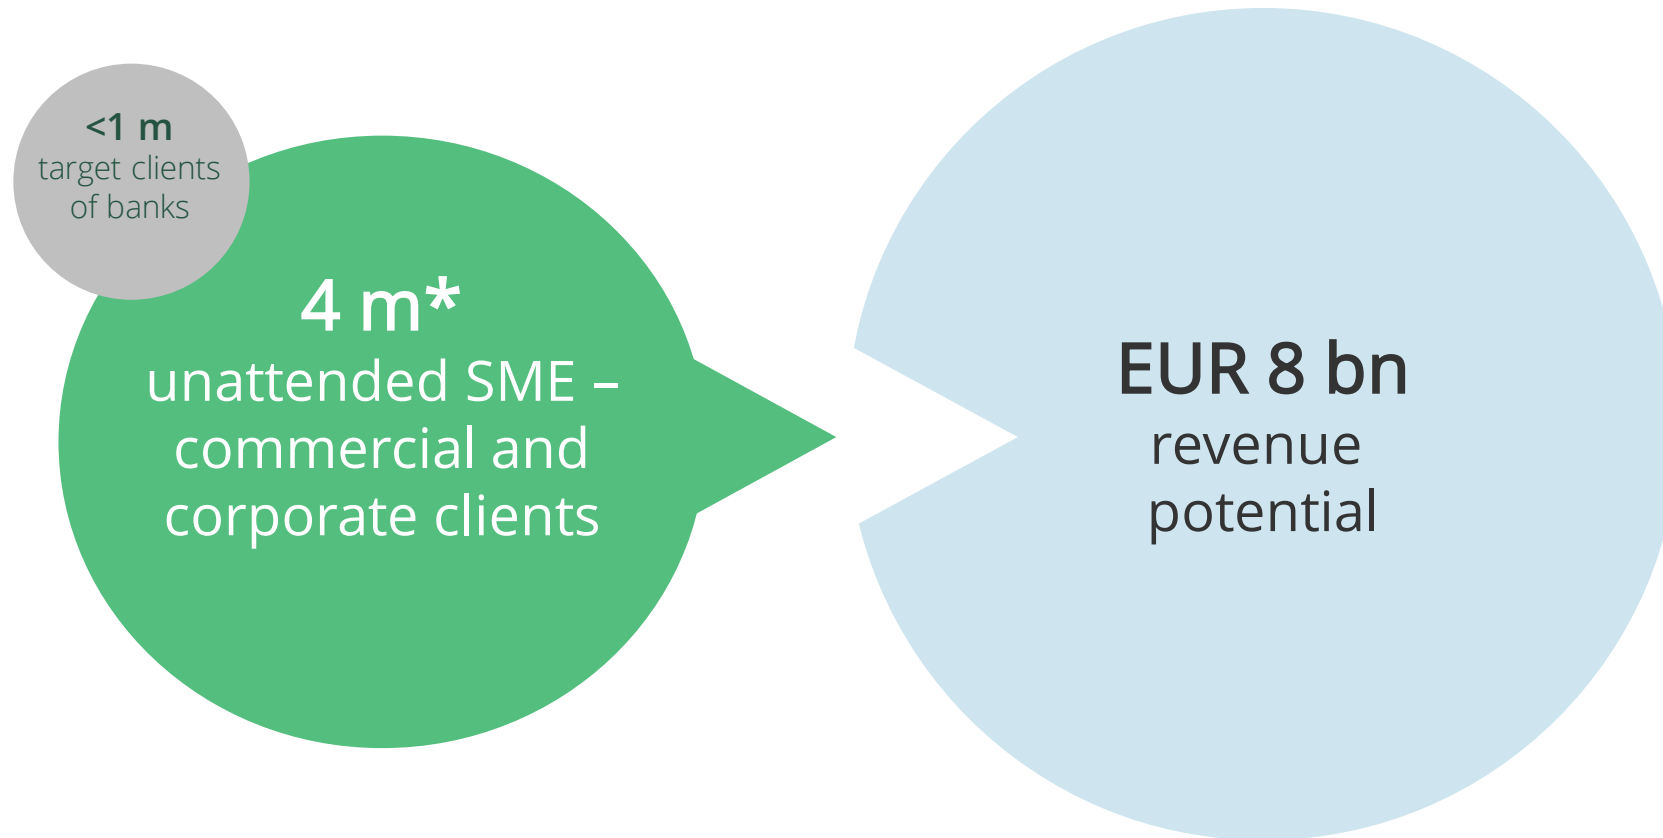 <1 m
target clients
of banks
4 m*
unattended SME –
commercial and
corporate clients
EUR 8 bn
revenue
potential